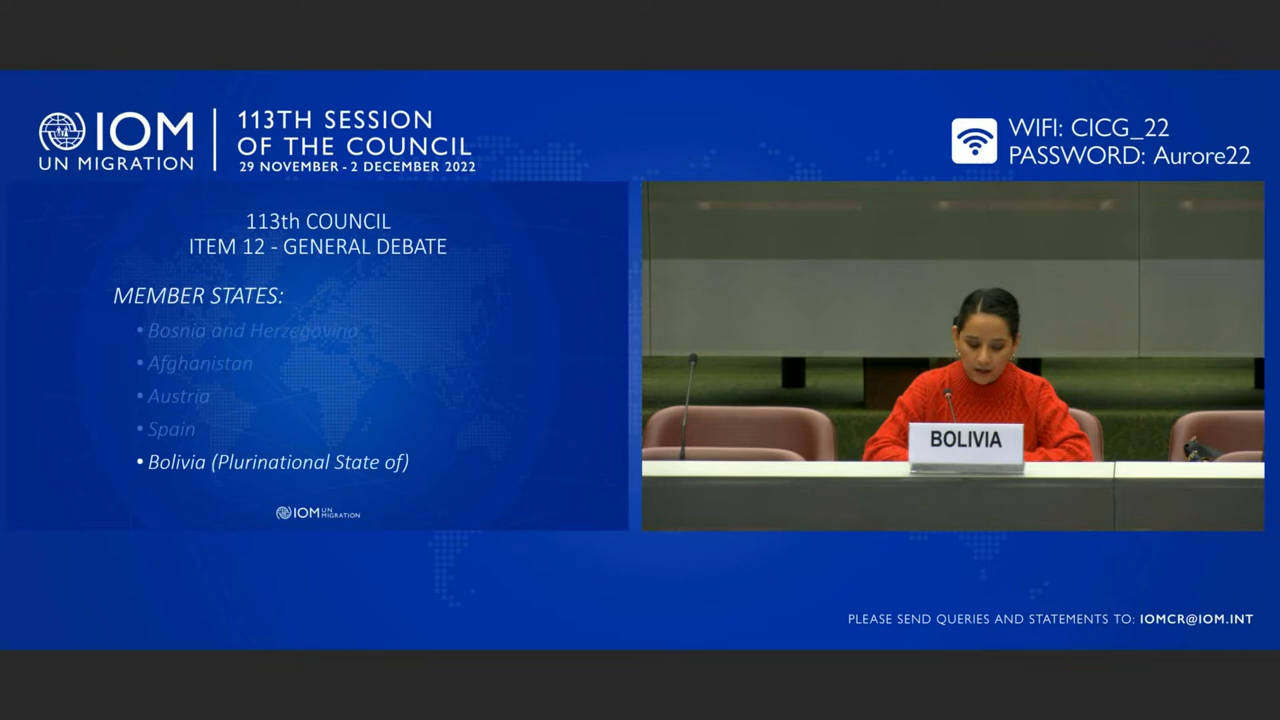 IOM
UN MIGRATION
113TH SESSION
OF THE COUNCIL
29 NOVEMBER - 2 DECEMBER 2022
WIFI: CICG_22
PASSWORD: Aurore22
113th COUNCIL
ITEM 12 - GENERAL DEBATE
MEMBER STATES:
• Bosnia and Herzegovina
• Afghanistan
• Austria
• Spain
• Bolivia (Plurinational State of)
IOM UN MIGRATION
BOLIVIA
PLEASE SEND QUERIES AND STATEMENTS TO: IOMCR@IOM.INT